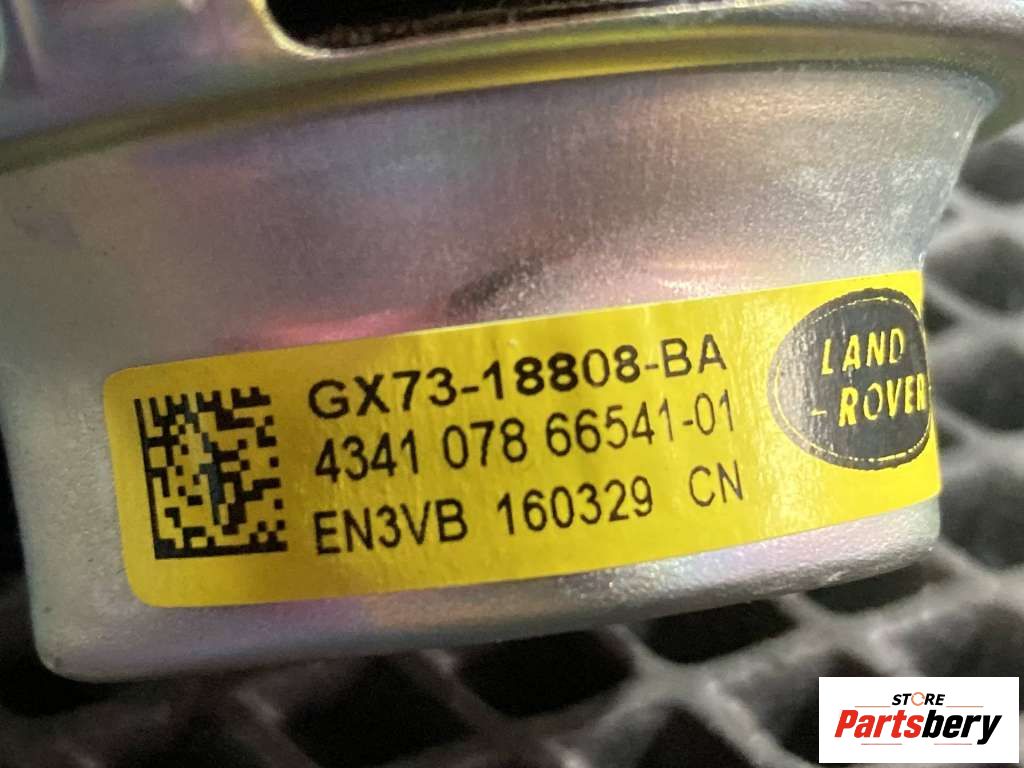 GX73-18808-BA
4341 078 66541-01
EN3VB 160329 CN
LAND
-ROVER
STORE
Partsbery